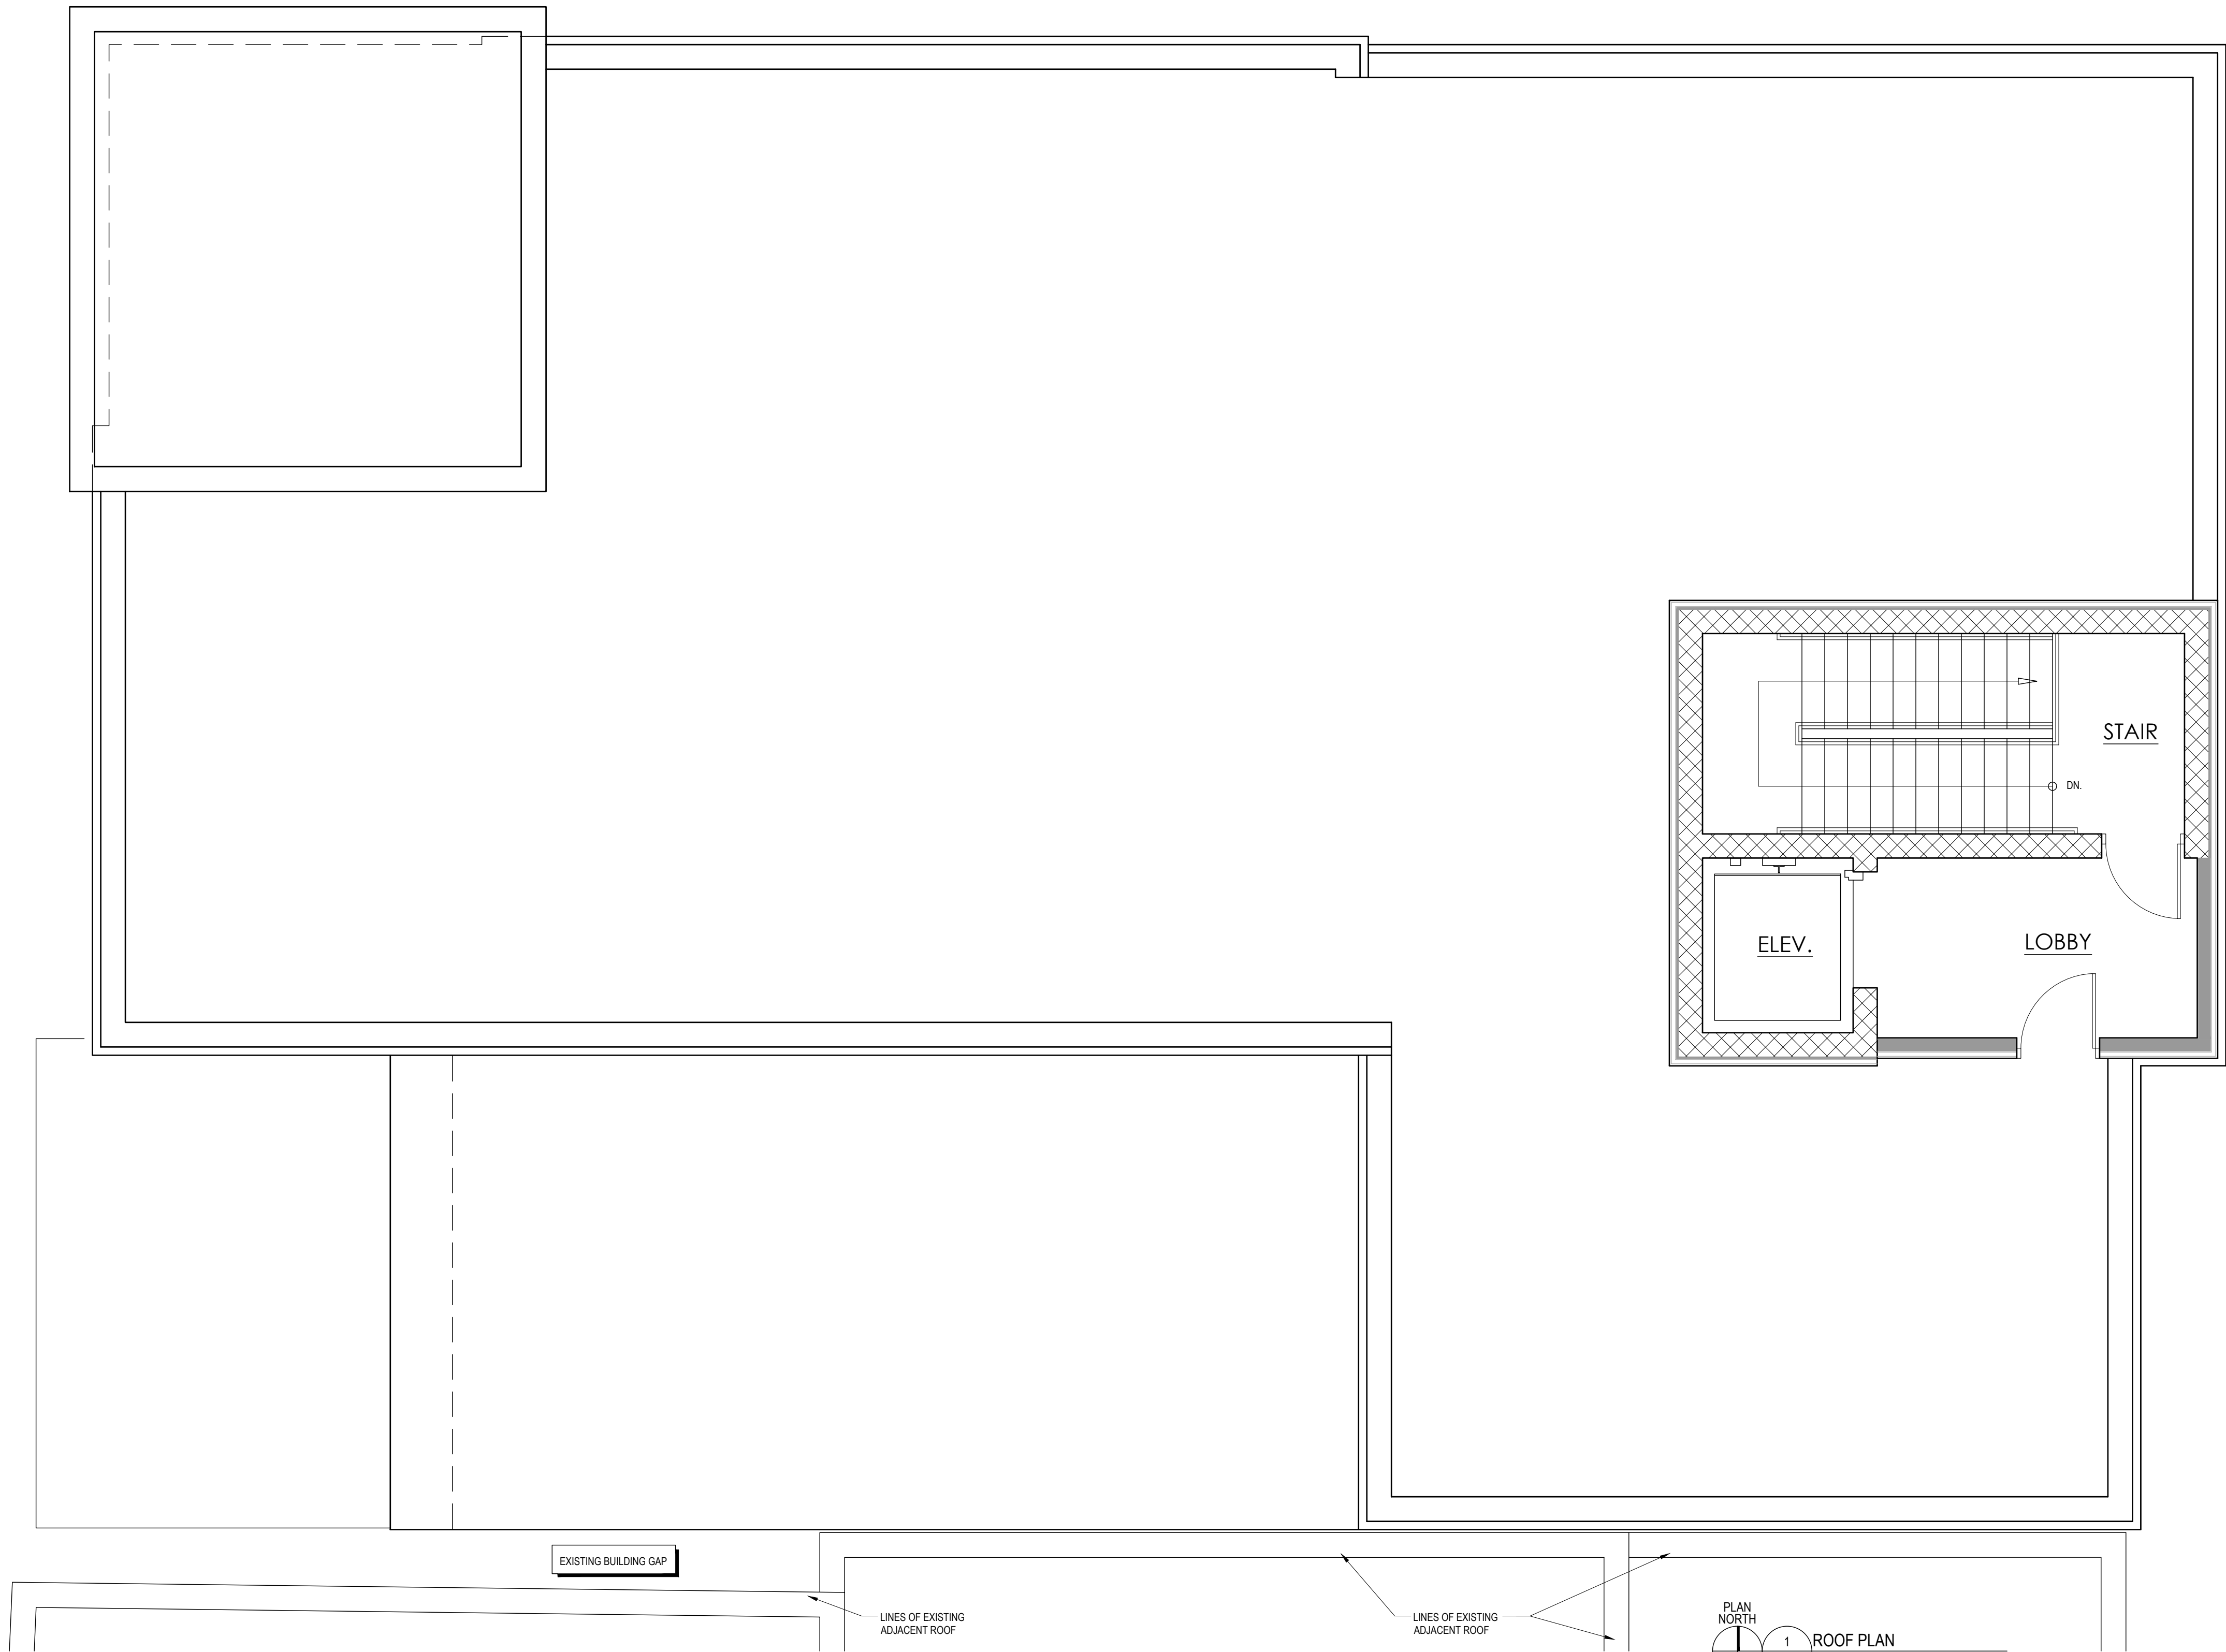 STAIR
DN.
ELEV.
LOBBY
EXISTING BUILDING GAP
LINES OF EXISTING
ADJACENT ROOF
LINES OF EXISTING
ADJACENT ROOF
PLAN
NORTH
1
ROOF PLAN